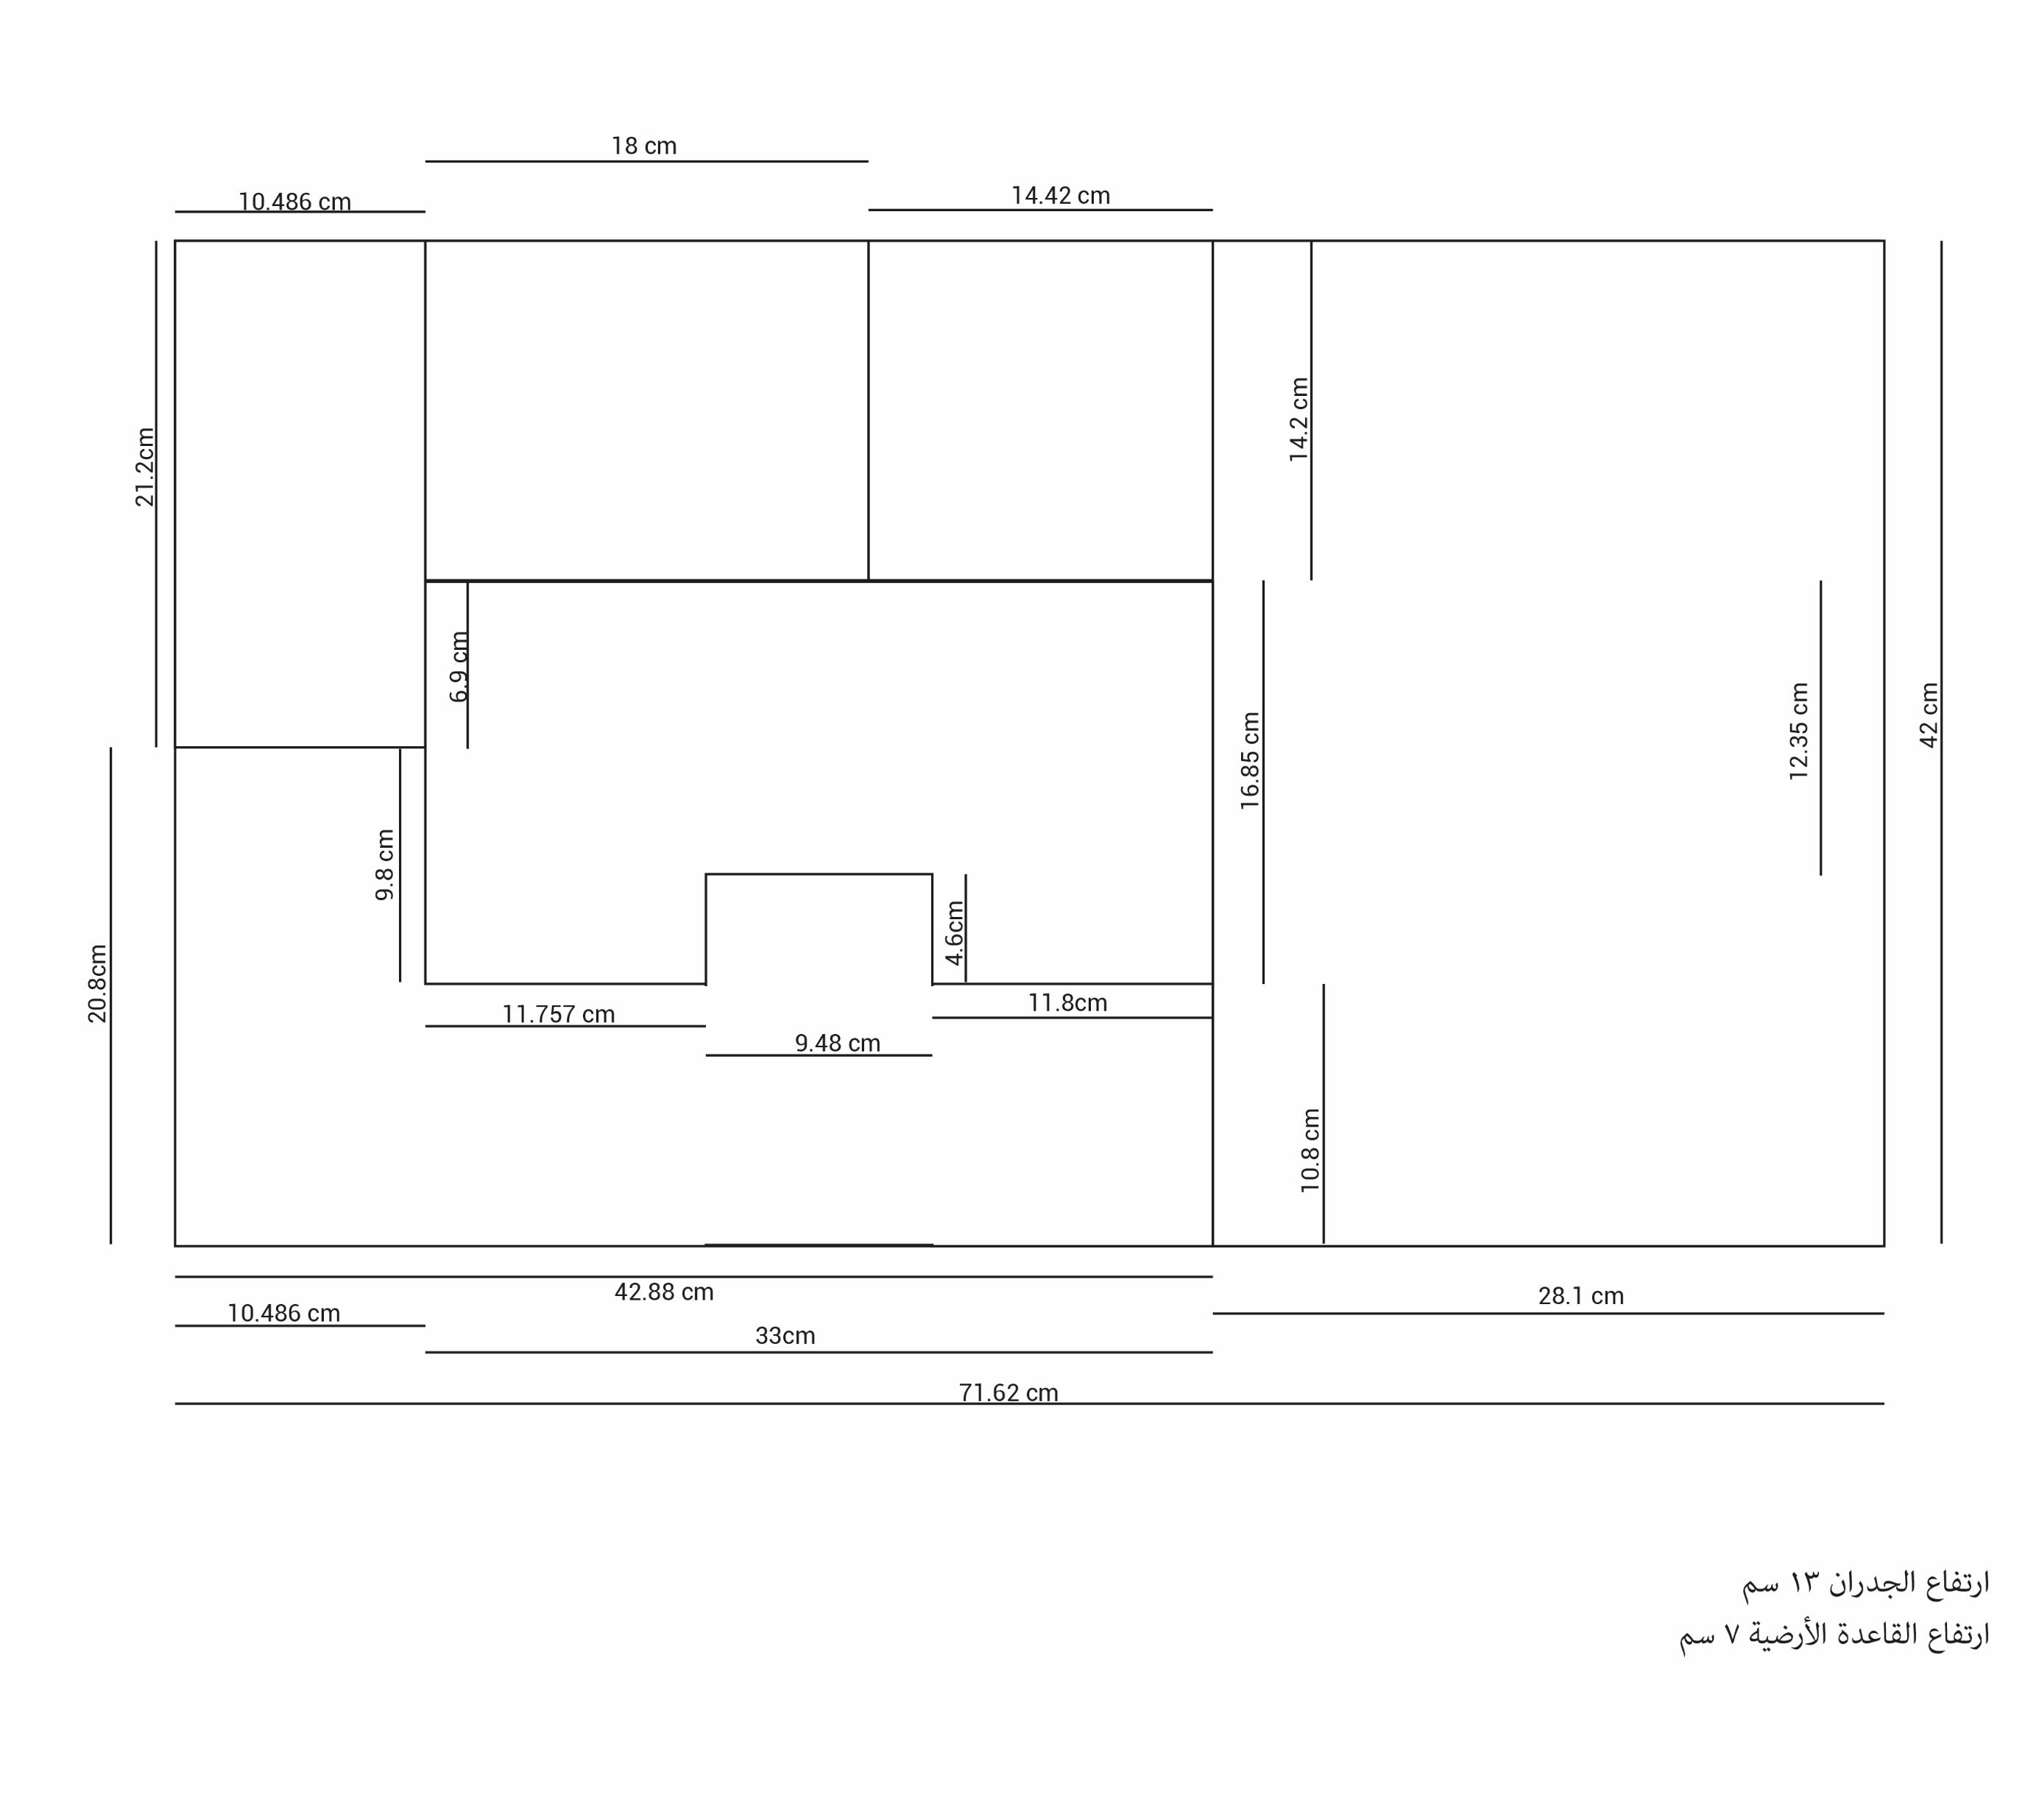 18 cm
10.486 cm
14.42 cm
21.2cm
14.2 cm
6.9 cm
12.35 cm
42 cm
16.85 cm
9.8 cm
4.6cm
20.8cm
11.757 cm
11.8cm
9.48 cm
10.8 cm
42.88 cm
28.1 cm
10.486 cm
33cm
71.62 cm
ارتفاع الجدران ١٣ سم
ارتفاع القاعدة الأرضية ٧ سم